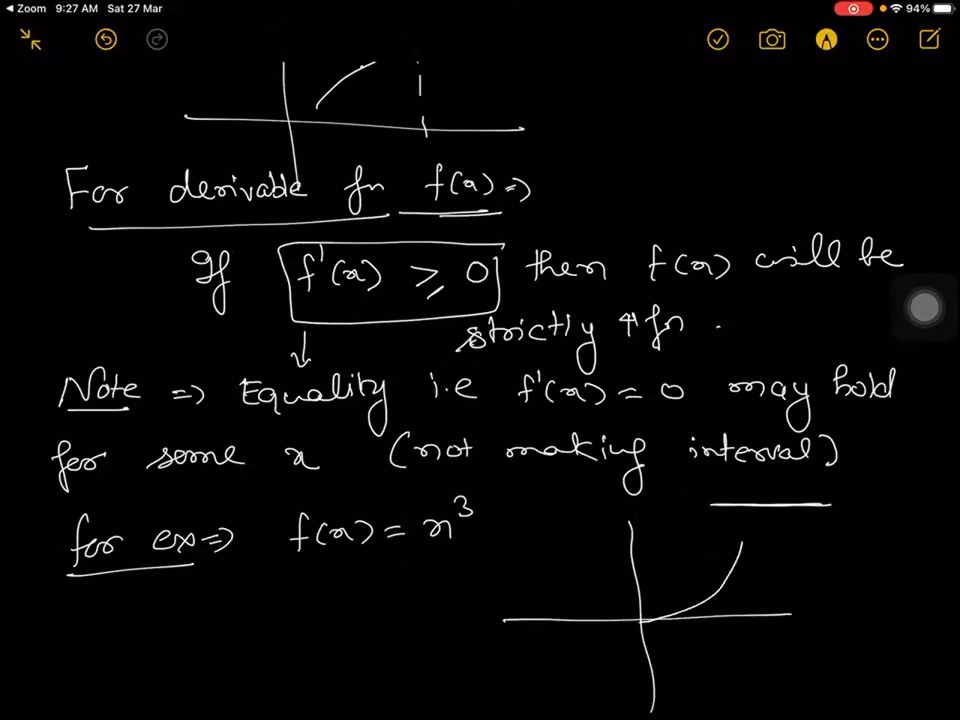 Zoom 9:27 AM Sat 27 Mar 94%
For derivable fn f(x) ⇒
If f'(x) ≥ 0 then f(x) will be
strictly ↑ fn .
Note ⇒ Equality i.e f'(x) = 0 may hold
for some x (not making interval)
for ex ⇒ f(x) = x³